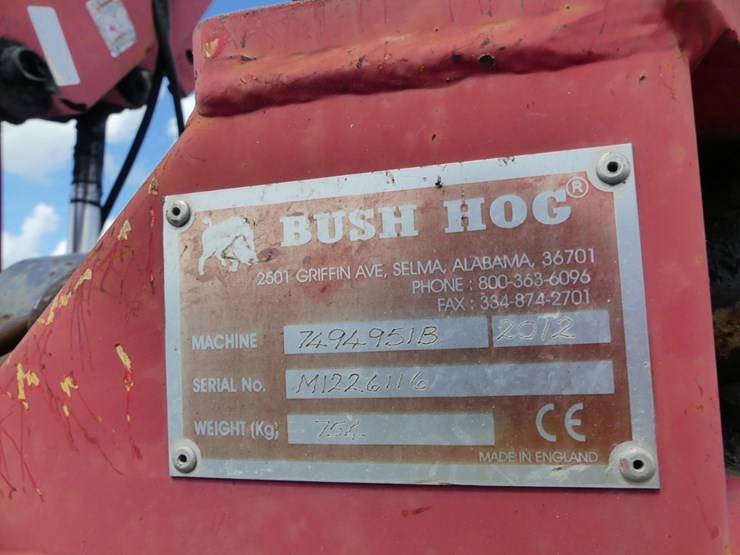 BUSH HOG®
2501 GRIFFIN AVE, SELMA, ALABAMA, 36701
PHONE : 800-363-6096
FAX : 334-874-2701
MACHINE 7494951B 2012
SERIAL No. M1226116
WEIGHT (Kg) 754
CE
MADE IN ENGLAND